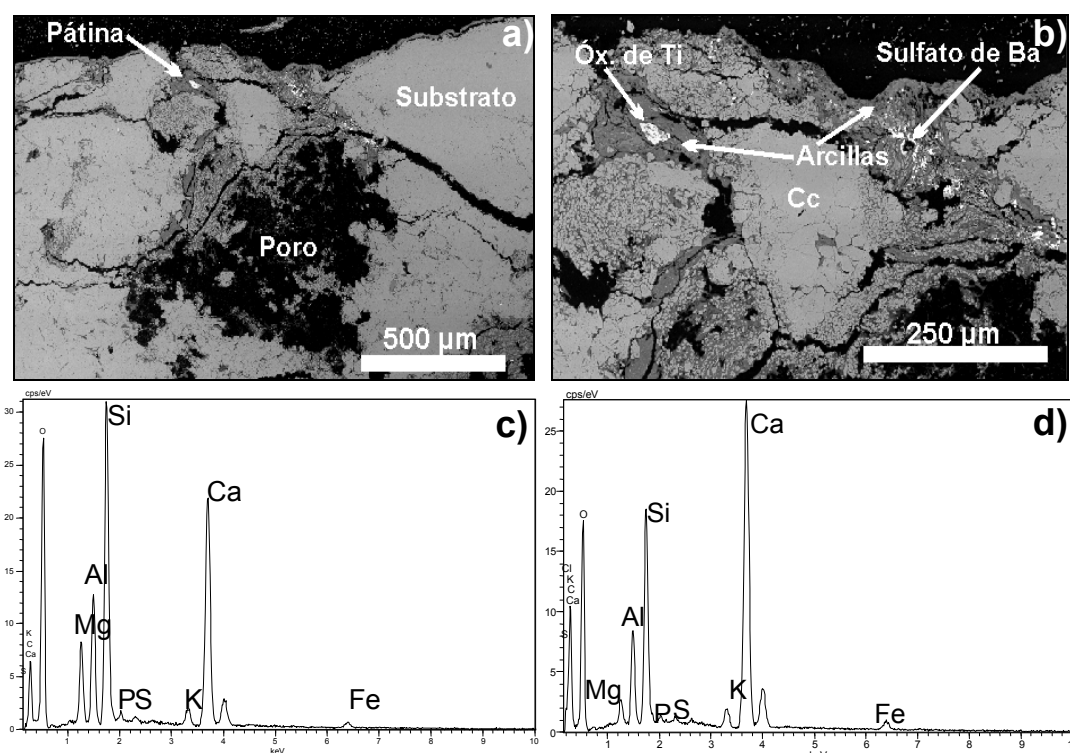 a)
Pátina
Substrato
Poro
500 µm
b)
Óx. de Ti
Sulfato de Ba
Arcillas
Cc
250 µm
cps/eV
c)
30
25
20
15
10
5
0
Si
O
Ca
Al
Mg
K
C
Ca
S
PS
K
Fe
1 2 3 4 5 6 7 8 9 10
keV
cps/eV
d)
25
20
15
10
5
0
Ca
Si
O
Cl
K
C
Ca
S
Al
Mg
P
S
K
Fe
1 2 3 4 5 6 7 8 9